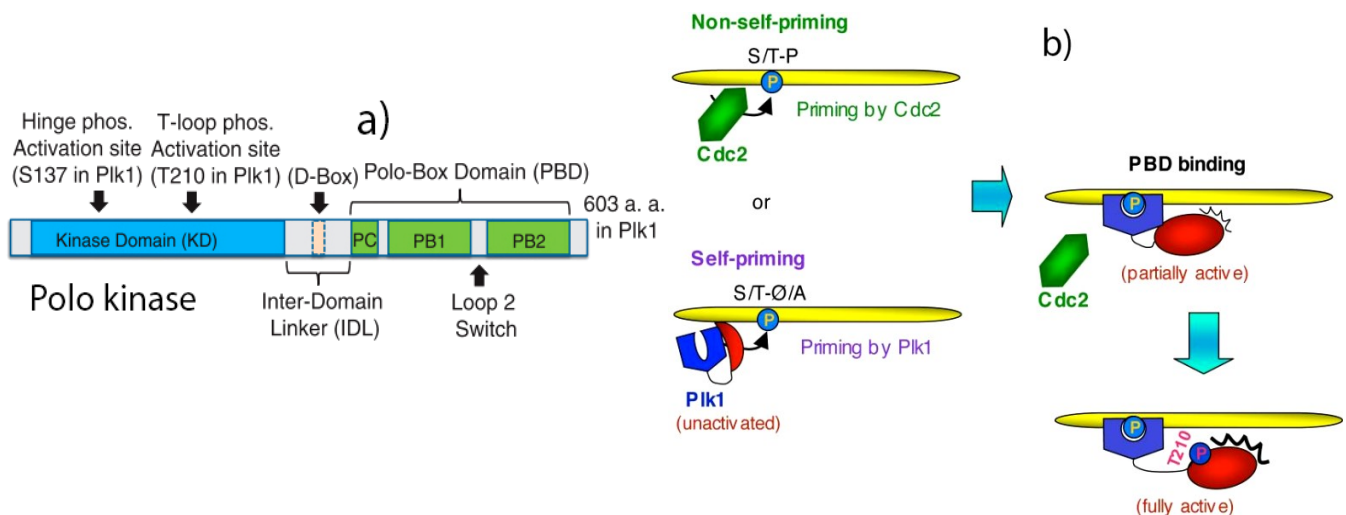 a)
Hinge phos.
Activation site
(S137 in Plk1)
T-loop phos.
Activation site
(T210 in Plk1)
(D-Box)
Polo-Box Domain (PBD)
603 a. a.
in Plk1
Kinase Domain (KD)
PC
PB1
PB2
Polo kinase
Inter-Domain
Linker (IDL)
Loop 2
Switch
b)
Non-self-priming
S/T-P
P
Priming by Cdc2
Cdc2
or
Self-priming
S/T-Ø/A
P
Priming by Plk1
Plk1
(unactivated)
PBD binding
P
(partially active)
Cdc2
P
T210
P
(fully active)